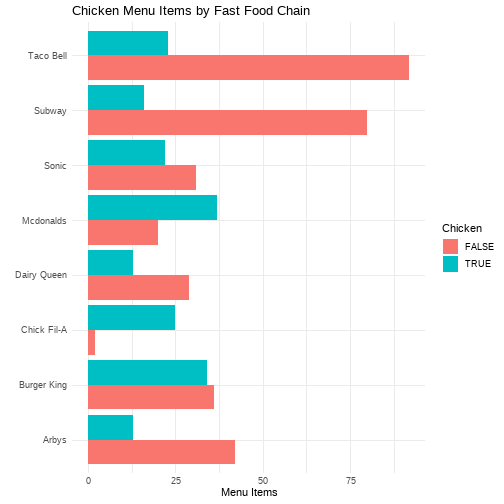 Chicken Menu Items by Fast Food Chain
Taco Bell
Subway
Sonic
Mcdonalds
Dairy Queen
Chick Fil-A
Burger King
Arbys
0 25 50 75
Menu Items
Chicken
FALSE
TRUE